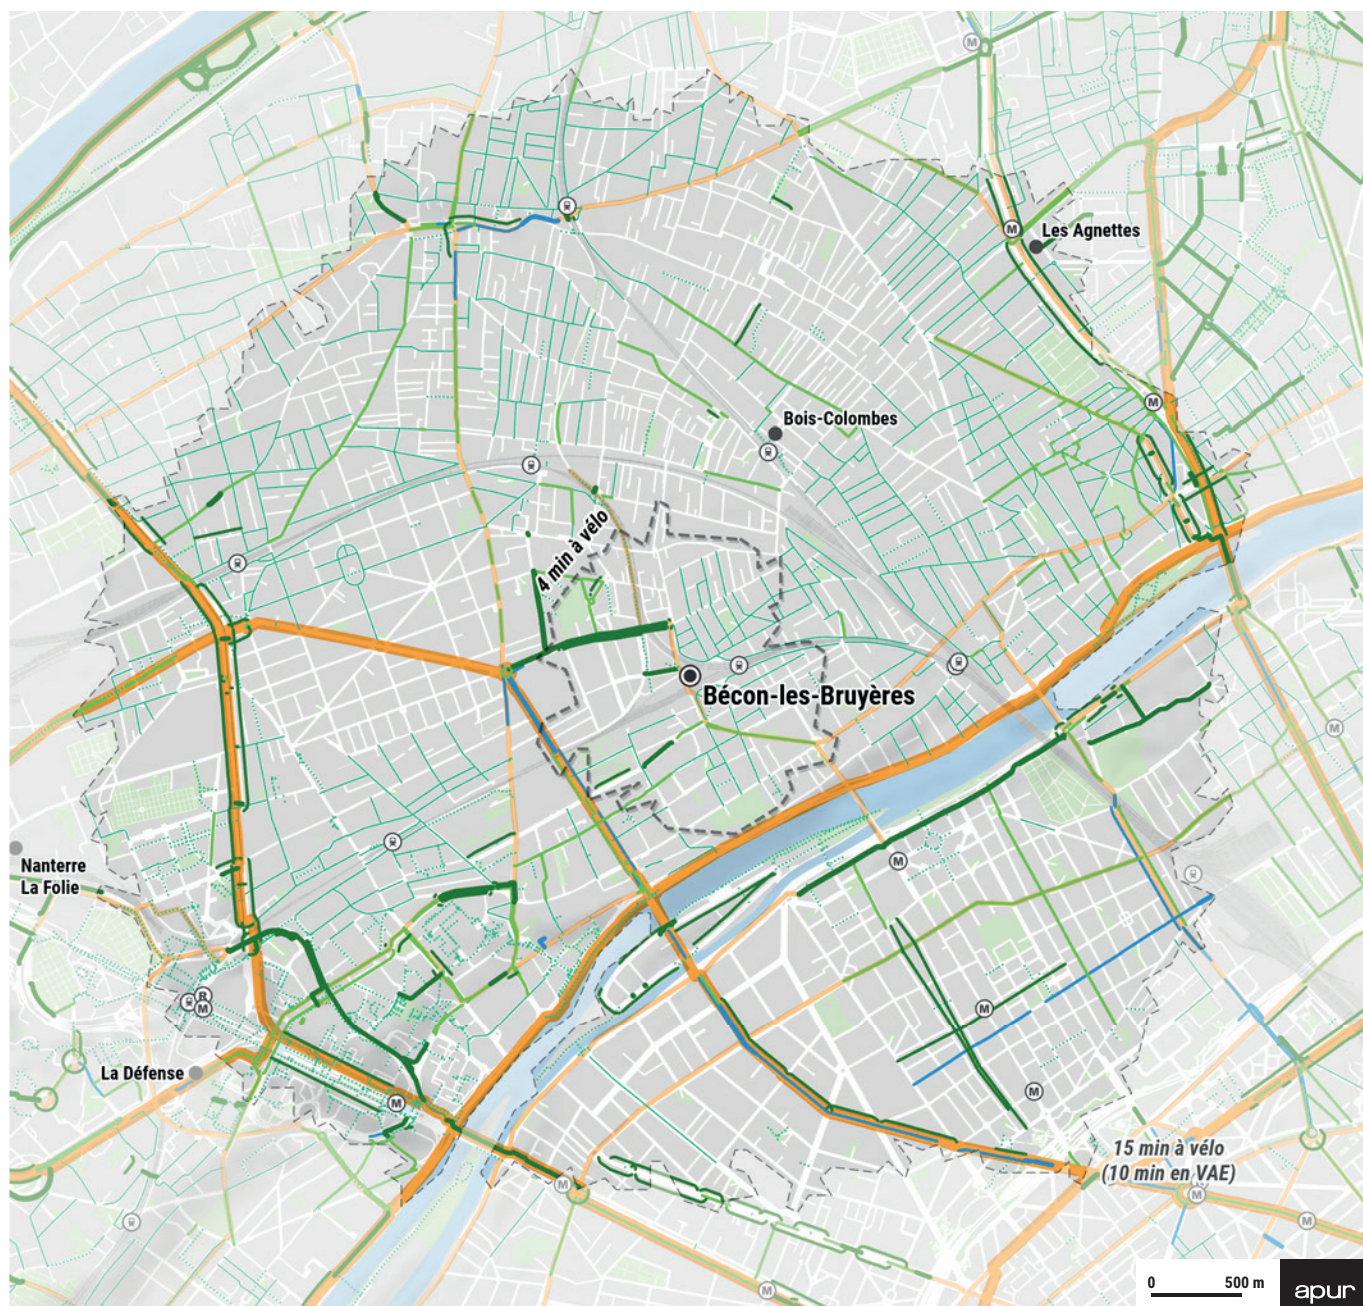 M
M
Les Agnettes
M
Bois-Colombes
4 min à vélo
Bécon-les-Bruyères
Nanterre
La Folie
M
R
M
M
La Défense
M
M
15 min à vélo
(10 min en VAE)
M
M
M
M
M
0 500 m
apur